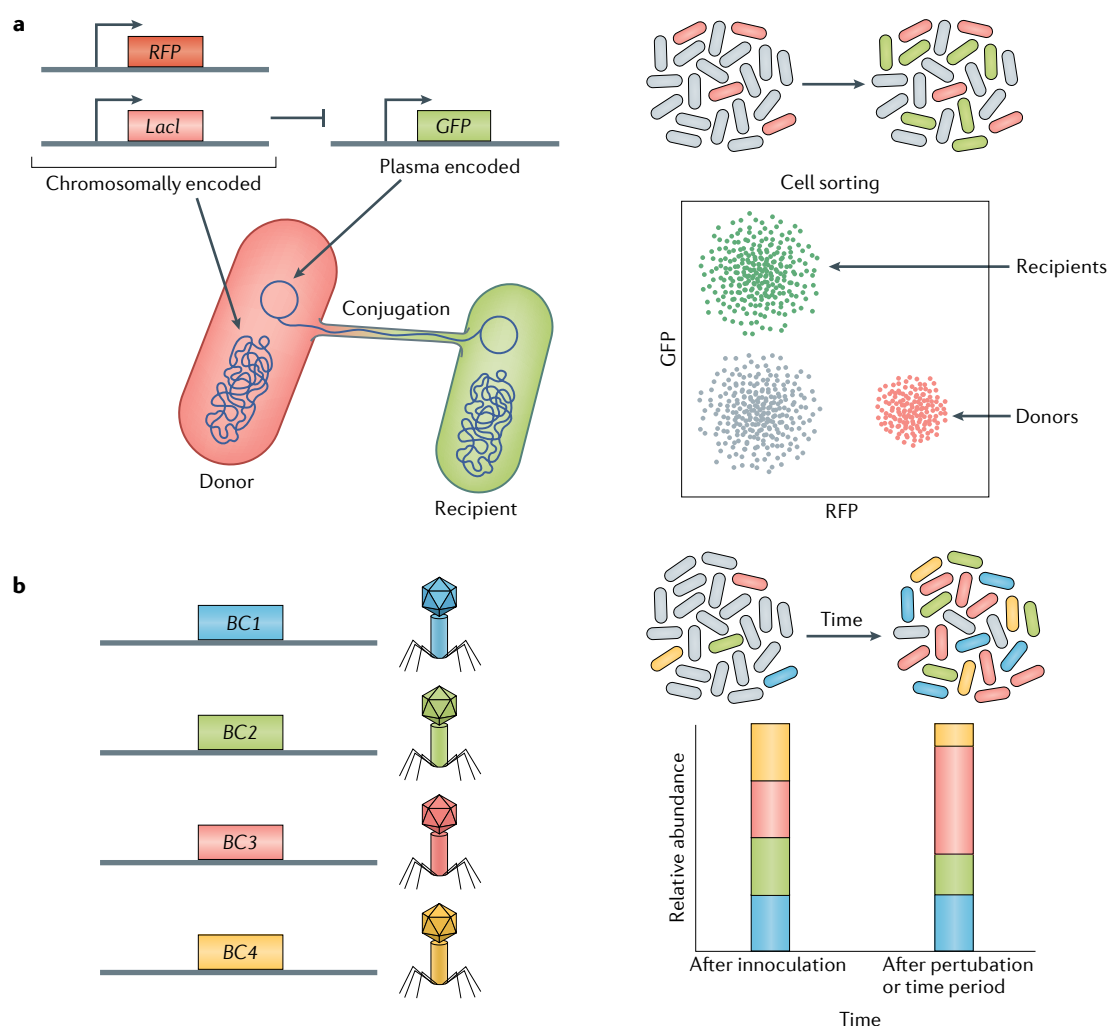 a
RFP
LacI
GFP
Chromosomally encoded
Plasma encoded
Conjugation
Donor
Recipient
Cell sorting
GFP
Recipients
Donors
RFP
b
BC1
BC2
BC3
BC4
Time
Relative abundance
After innoculation
After pertubation
or time period
Time